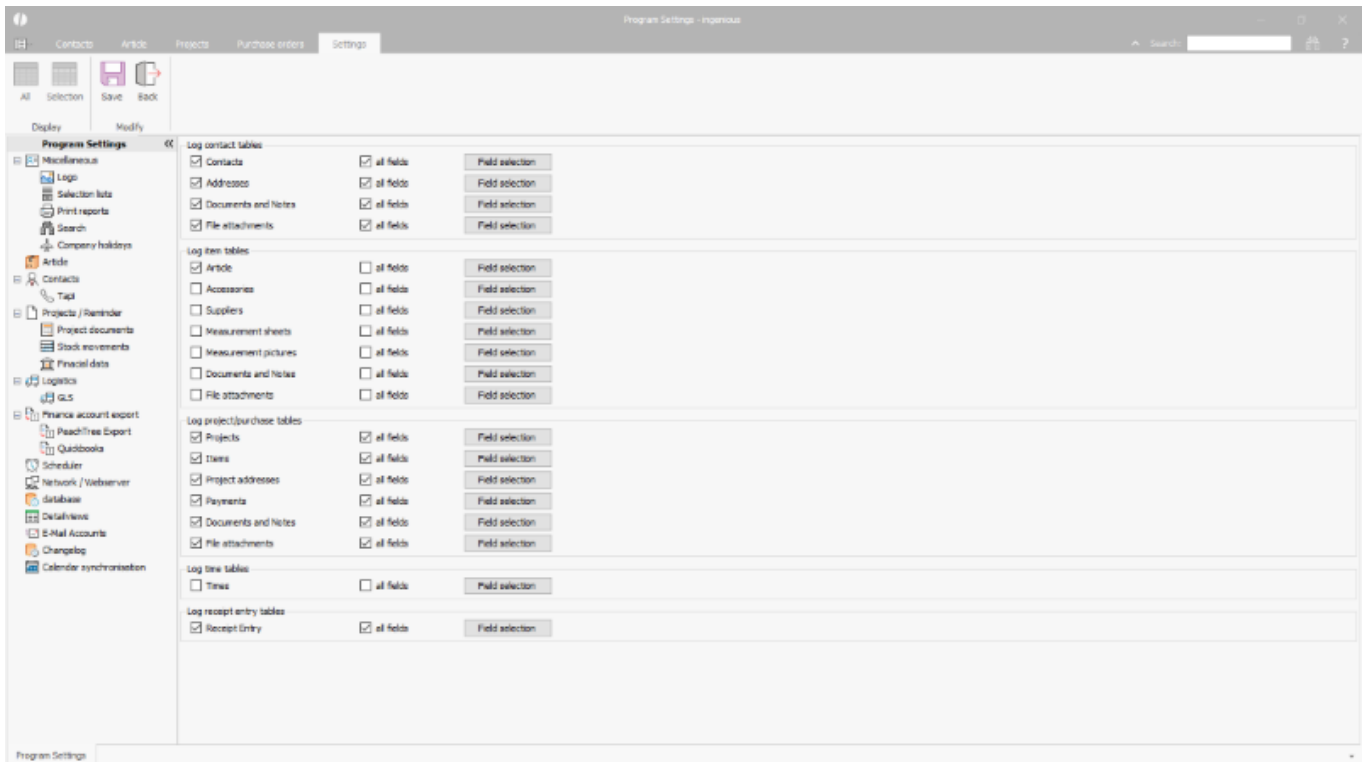 Program Settings - ingenious
Contacts Article Projects Purchase orders Settings Search: ?
All Selection Save Back
Display Modify
Program Settings «
Miscellaneous
Logo
Selection lists
Print reports
Search
Company holidays
Article
Contacts
Tapi
Projects / Reminder
Project documents
Stock movements
Finaciel data
Logistics
GLS
Finance account export
PeachTree Export
Quickbooks
Scheduler
Network / Webserver
database
Detailviews
E-Mail Accounts
Changelog
Calendar synchronisation
Log contact tables
Contacts all fields Field selection
Addresses all fields Field selection
Documents and Notes all fields Field selection
File attachments all fields Field selection
Log item tables
Article all fields Field selection
Accessories all fields Field selection
Suppliers all fields Field selection
Measurement sheets all fields Field selection
Measurement pictures all fields Field selection
Documents and Notes all fields Field selection
File attachments all fields Field selection
Log project/purchase tables
Projects all fields Field selection
Items all fields Field selection
Project addresses all fields Field selection
Payments all fields Field selection
Documents and Notes all fields Field selection
File attachments all fields Field selection
Log time tables
Times all fields Field selection
Log receipt entry tables
Receipt Entry all fields Field selection
Program Settings